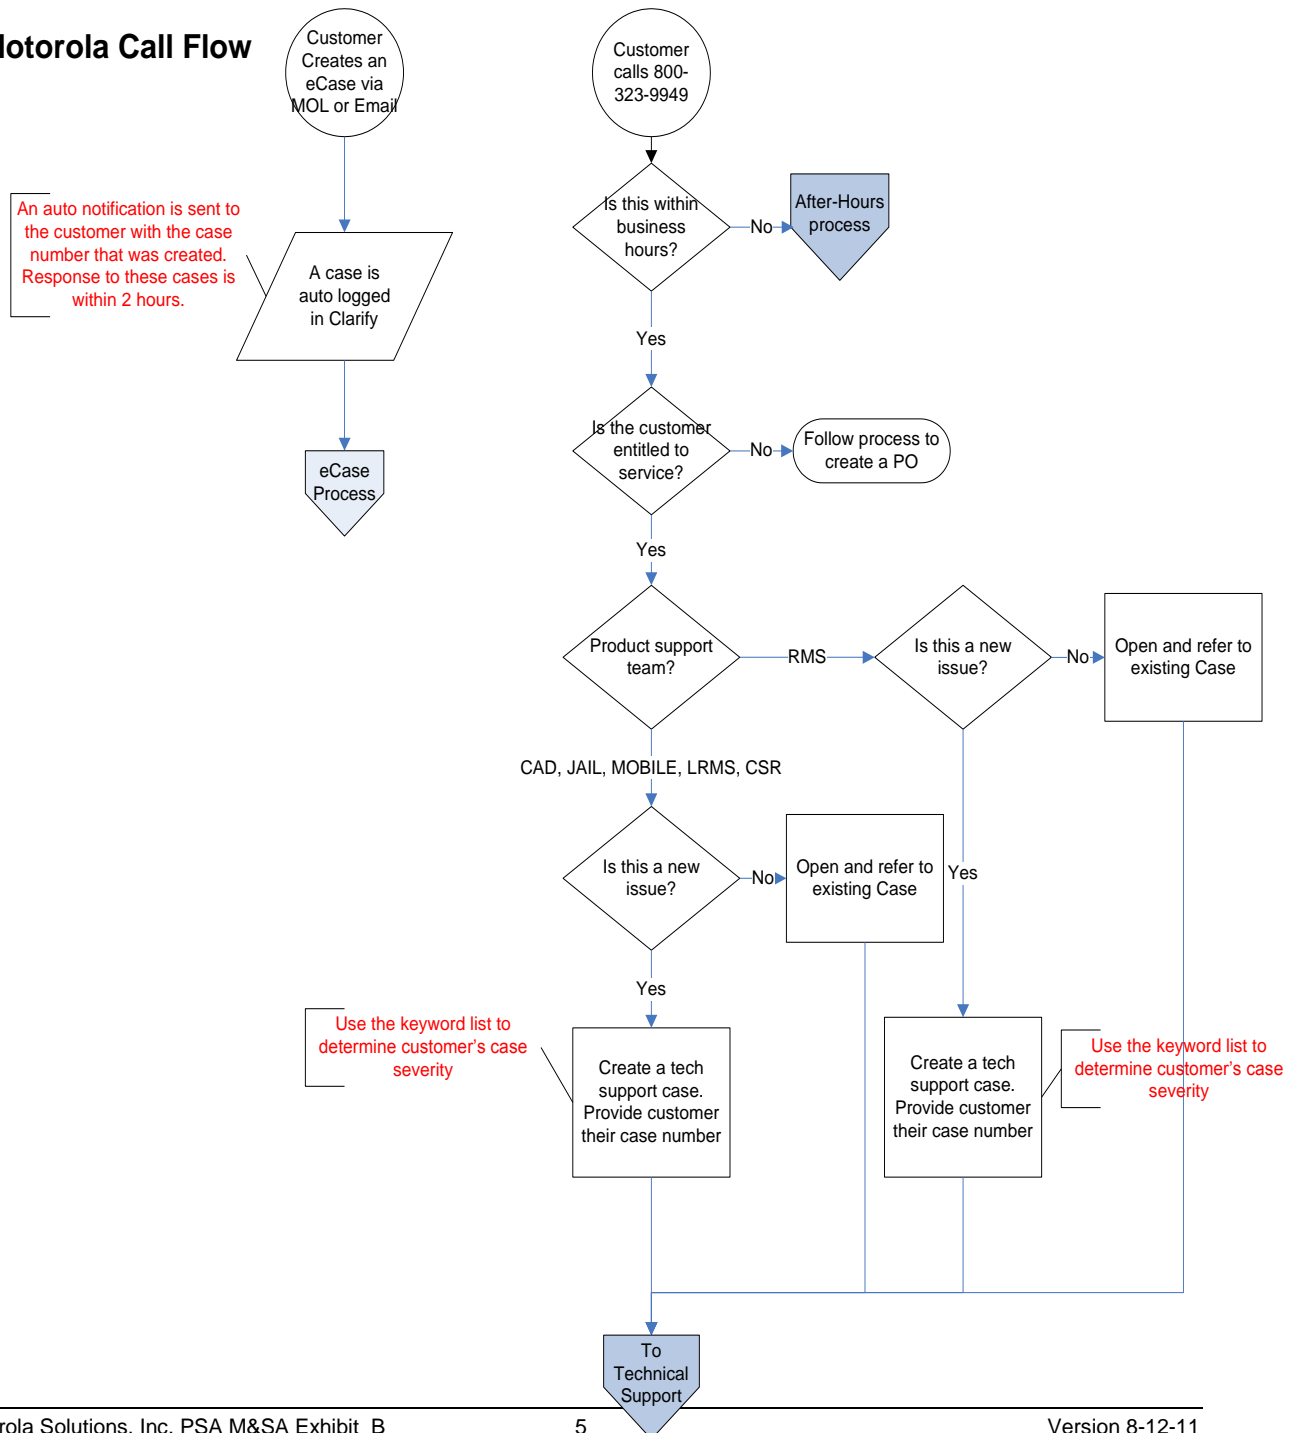 lotorola Call Flow
Customer
Creates an
eCase via
MOL or Email
Customer
calls 800-
323-9949
An auto notification is sent to
the customer with the case
number that was created.
Response to these cases is
within 2 hours.
Is this within
business
hours?
No
After-Hours
process
A case is
auto logged
in Clarify
Yes
eCase
Process
Is the customer
entitled to
service?
No
Follow process to
create a PO
Yes
Product support
team?
RMS
Is this a new
issue?
No
Open and refer to
existing Case
CAD, JAIL, MOBILE, LRMS, CSR
Is this a new
issue?
No
Open and refer to
existing Case
Yes
Yes
Use the keyword list to
determine customer's case
severity
Create a tech
support case.
Provide customer
their case number
Create a tech
support case.
Provide customer
their case number
Use the keyword list to
determine customer's case
severity
To
Technical
Support
rola Solutions, Inc. PSA M&SA Exhibit B
5
Version 8-12-11